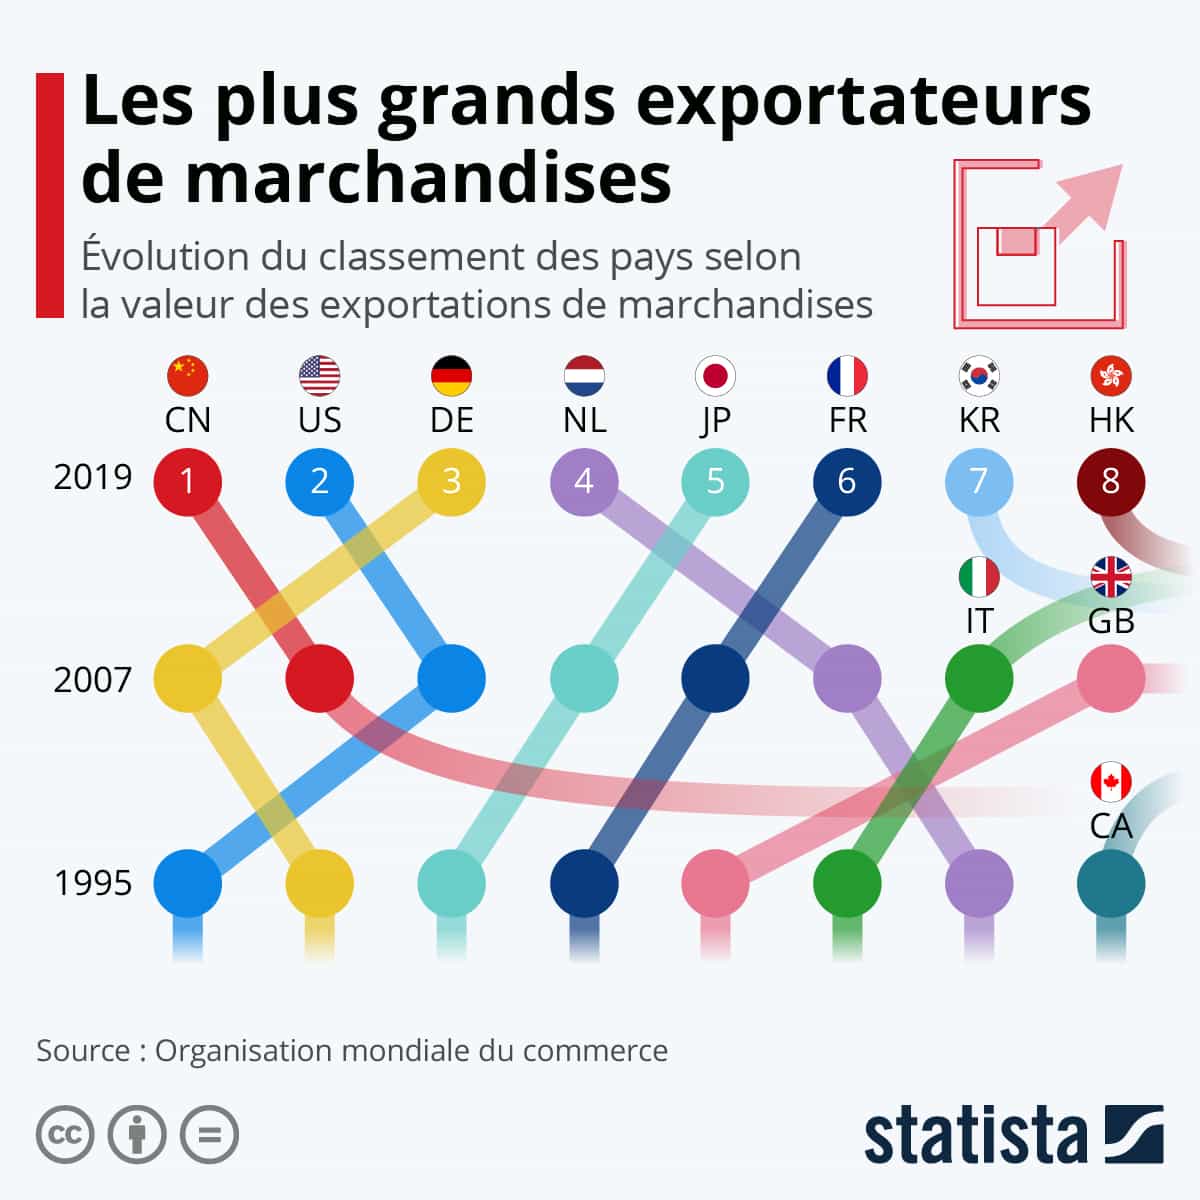 Les plus grands exportateurs
de marchandises
Évolution du classement des pays selon
la valeur des exportations de marchandises
CN US DE NL JP FR KR HK
2019 1 2 3 4 5 6 7 8
IT GB
2007
CA
1995
Source : Organisation mondiale du commerce
cc =
statista